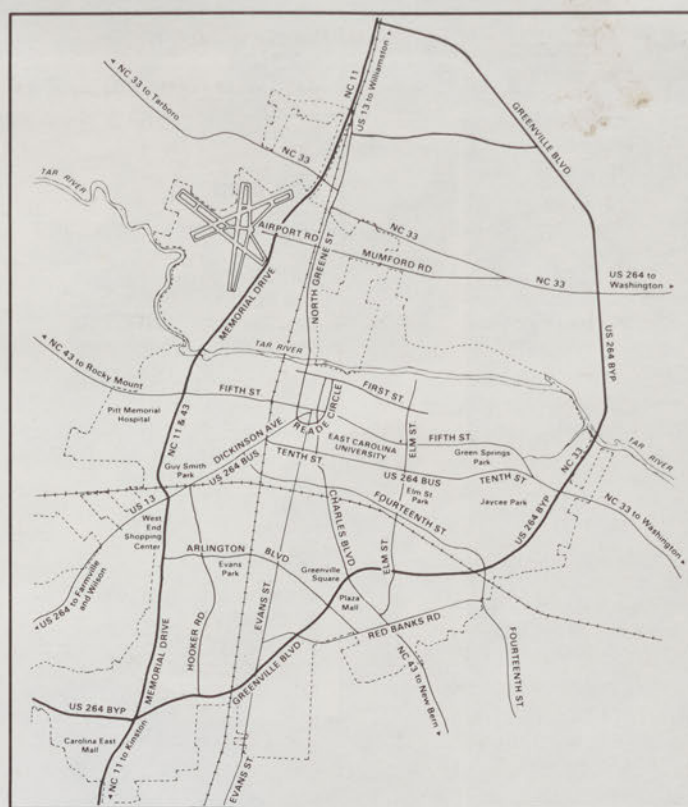 NC 11
US 13 to Williamston
NC 33 to Tarboro
GREENVILLE BLVD
NC 33
TAR RIVER
AIRPORT RD
NC 33
MUMFORD RD
NC 33
US 264 to
Washington
NORTH GREENE ST
MEMORIAL DRIVE
US 264 BYP
TAR RIVER
NC 43 to Rocky Mount
FIFTH ST
FIRST ST
Pitt Memorial
Hospital
NC 11 & 43
READE CIRCLE
DICKINSON AVE
ELM ST
EAST CAROLINA
UNIVERSITY
FIFTH ST
Green Springs
Park
TAR RIVER
NC 33
Guy Smith
Park
US 264 BUS
TENTH ST
US 264 BUS
TENTH ST
Elm St
Park
Jaycee Park
NC 33 to Washington
US 13
West
End
Shopping
Center
CHARLES BLVD
FOURTEENTH ST
US 264 BYP
ARLINGTON BLVD
Evans Park
Greenville
Square
ELM ST
US 264 to Farmville
and Wilson
Plaza
Mall
EVANS ST
HOOKER RD
RED BANKS RD
MEMORIAL DRIVE
GREENVILLE BLVD
FOURTEENTH ST
NC 43 to New Bern
US 264 BYP
Carolina East
Mall
NC 11 to Kinston
EVANS ST